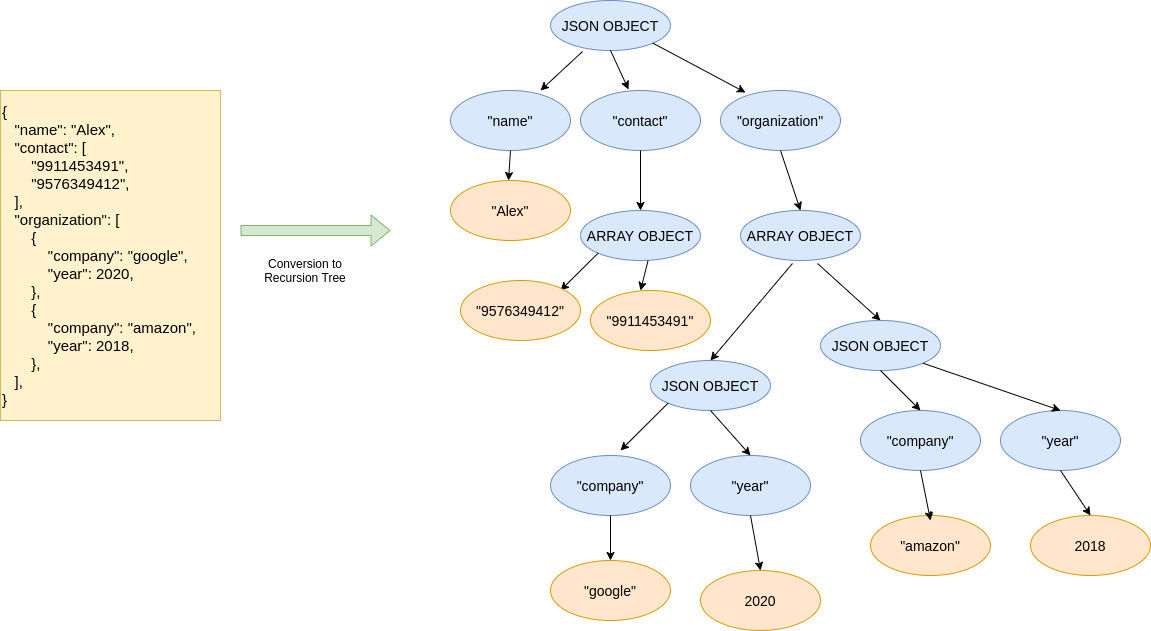 {
"name": "Alex",
"contact": [
"9911453491",
"9576349412",
],
"organization": [
{
"company": "google",
"year": 2020,
},
{
"company": "amazon",
"year": 2018,
},
],
}
Conversion to
Recursion Tree
JSON OBJECT
"name"
"contact"
"organization"
"Alex"
ARRAY OBJECT
ARRAY OBJECT
"9576349412"
"9911453491"
JSON OBJECT
JSON OBJECT
"company"
"year"
"company"
"year"
"amazon"
2018
"google"
2020